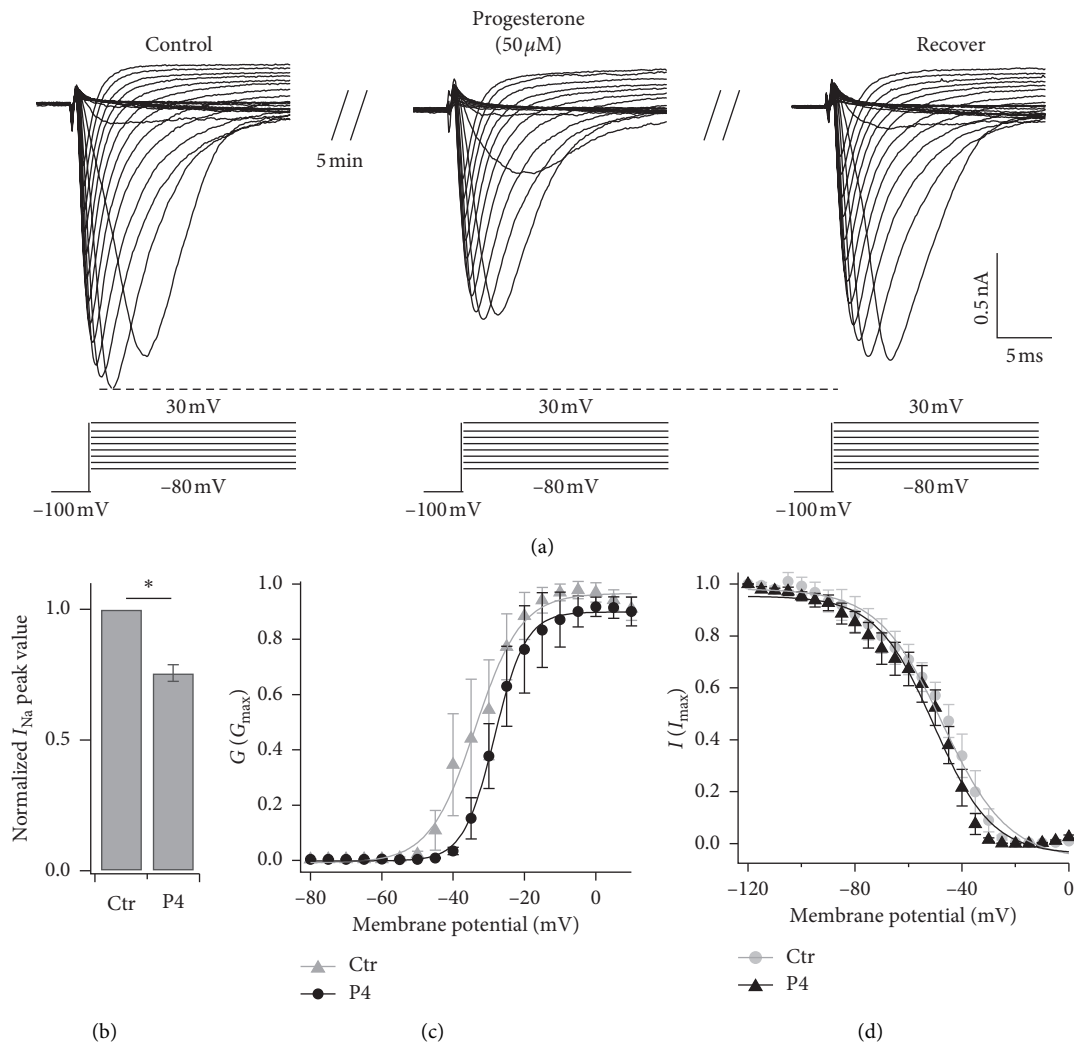 Control
Progesterone
(50 μM)
Recover
5 min
0.5 nA
5 ms
30 mV
30 mV
30 mV
–80 mV
–80 mV
–80 mV
–100 mV
–100 mV
–100 mV
(a)
Normalized I_Na peak value
1.0
0.5
0.0
*
Ctr
P4
(b)
G (G_max)
1.0
0.8
0.6
0.4
0.2
0.0
–80
–60
–40
–20
0
Membrane potential (mV)
Ctr
P4
(c)
I (I_max)
1.0
0.8
0.6
0.4
0.2
0.0
–120
–80
–40
0
Membrane potential (mV)
Ctr
P4
(d)